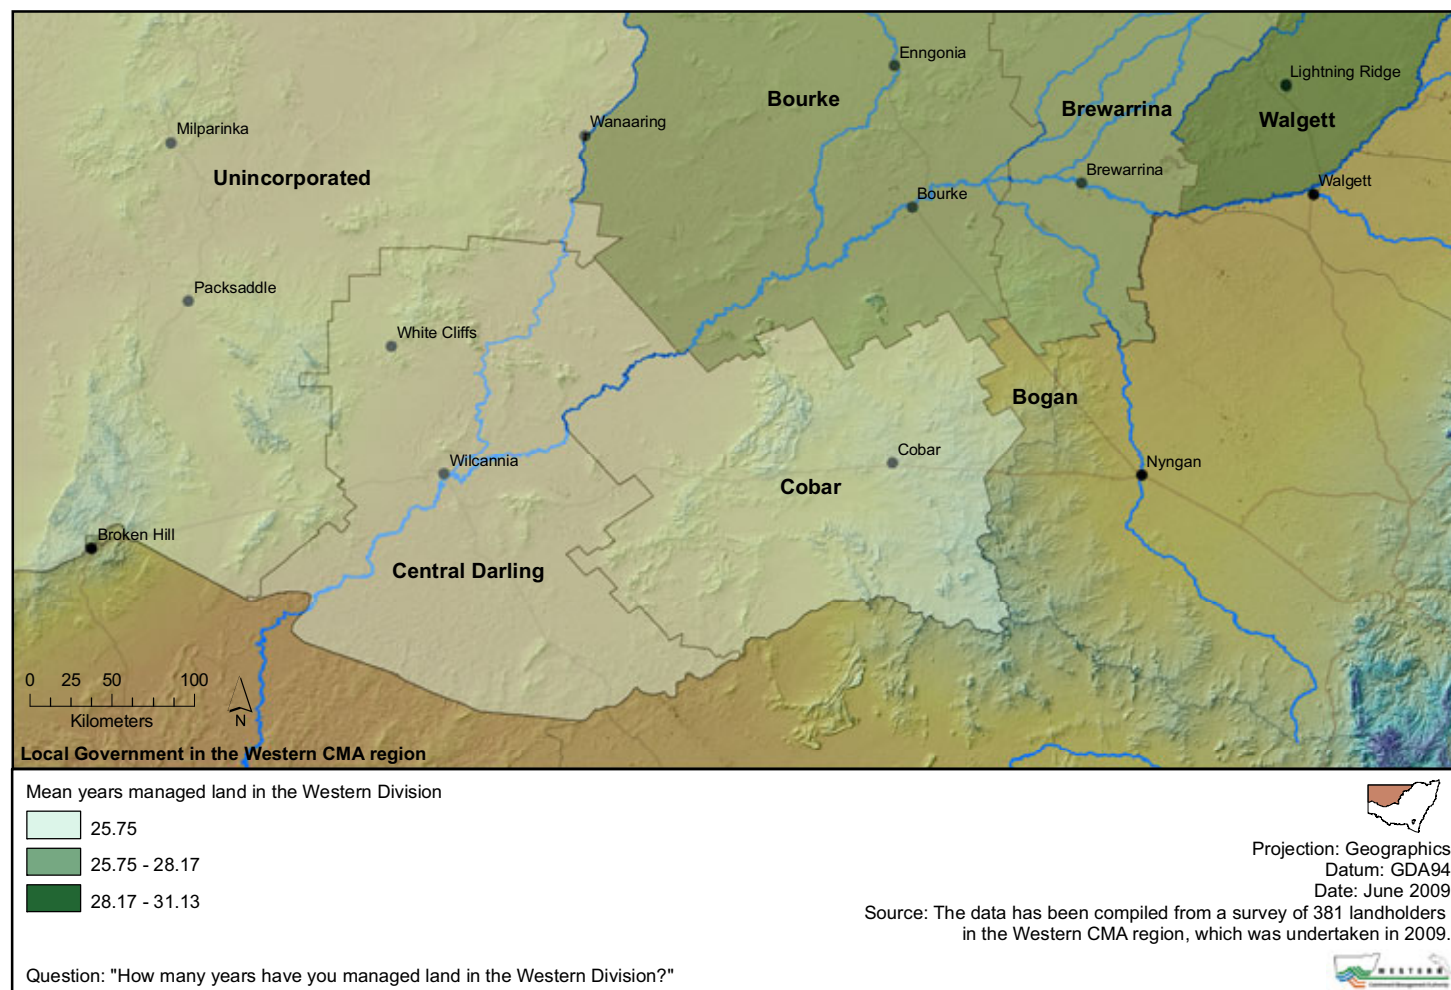 Enngonia
Lightning Ridge
Bourke
Brewarrina
Walgett
Wanaaring
Milparinka
Unincorporated
Brewarrina
Walgett
Bourke
Packsaddle
White Cliffs
Bogan
Cobar
Wilcannia
Nyngan
Cobar
Broken Hill
Central Darling
0 25 50 100
Kilometers
N
Local Government in the Western CMA region
Mean years managed land in the Western Division
25.75
25.75 - 28.17
28.17 - 31.13
Projection: Geographics
Datum: GDA94
Date: June 2009
Source: The data has been compiled from a survey of 381 landholders
in the Western CMA region, which was undertaken in 2009.
Question: "How many years have you managed land in the Western Division?"
WESTERN